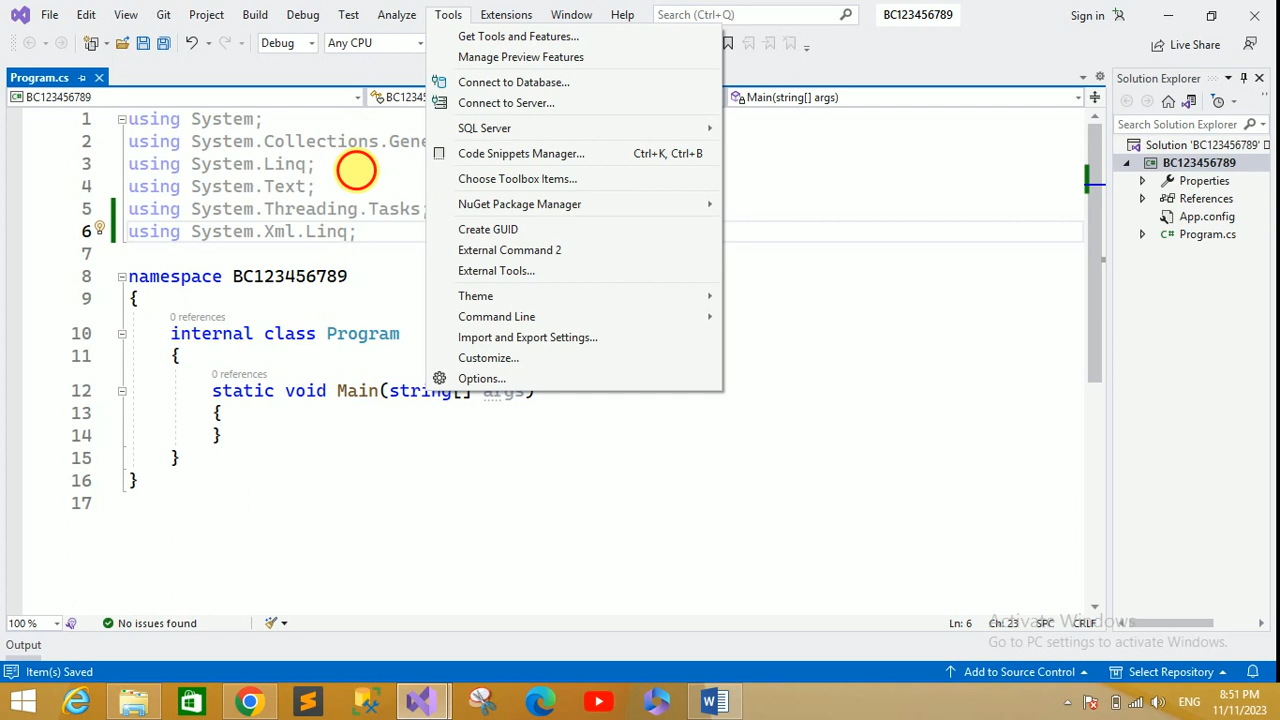 File Edit View Git Project Build Debug Test Analyze Tools Extensions Window Help Search (Ctrl+Q) BC123456789 Sign in
Debug Any CPU Live Share
Program.cs
BC123456789 BC1234 Main(string[] args)
1 using System;
2 using System.Collections.Gene
3 using System.Linq;
4 using System.Text;
5 using System.Threading.Tasks;
6 using System.Xml.Linq;
7
8 namespace BC123456789
9 {
0 references
10 internal class Program
11 {
0 references
12 static void Main(string[] args)
13 {
14 }
15 }
16 }
17
Get Tools and Features...
Manage Preview Features
Connect to Database...
Connect to Server...
SQL Server
Code Snippets Manager... Ctrl+K, Ctrl+B
Choose Toolbox Items...
NuGet Package Manager
Create GUID
External Command 2
External Tools...
Theme
Command Line
Import and Export Settings...
Customize...
Options...
Solution Explorer
Search Solution Explorer
Solution 'BC123456789'
BC123456789
Properties
References
App.config
Program.cs
100 % No issues found Ln: 6 Ch: 23 SPC CRLF
Activate Windows
Go to PC settings to activate Windows.
Output
Item(s) Saved Add to Source Control Select Repository
ENG 8:51 PM
11/11/2023